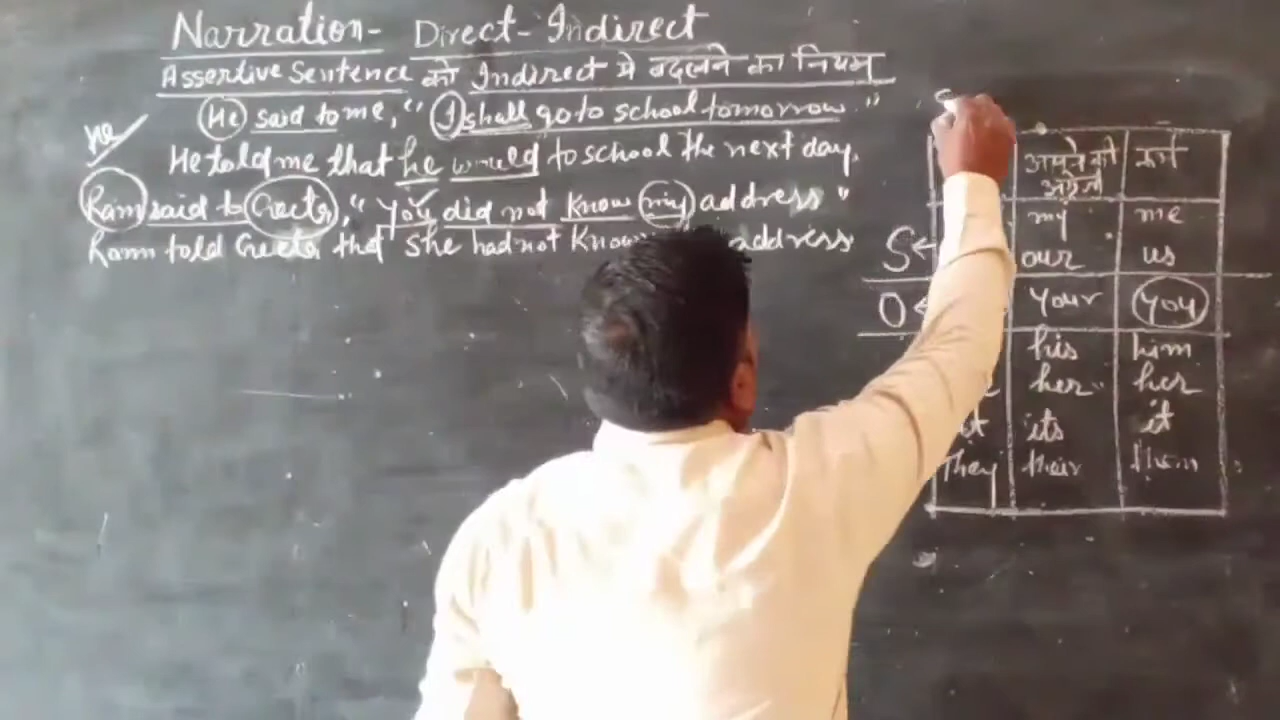 Narration- Direct-Indirect
Assertive Sentence को Indirect मे बदलने का नियम
He said to me, "I shall go to school tomorrow."
he
He told me that he would to school the next day.
Ram said to Geeta, "you did not know my address"
Ram told Geeta that she had not know address
कर्म
my me
S← our us
O← your you
his him
her her
it its it
They their them